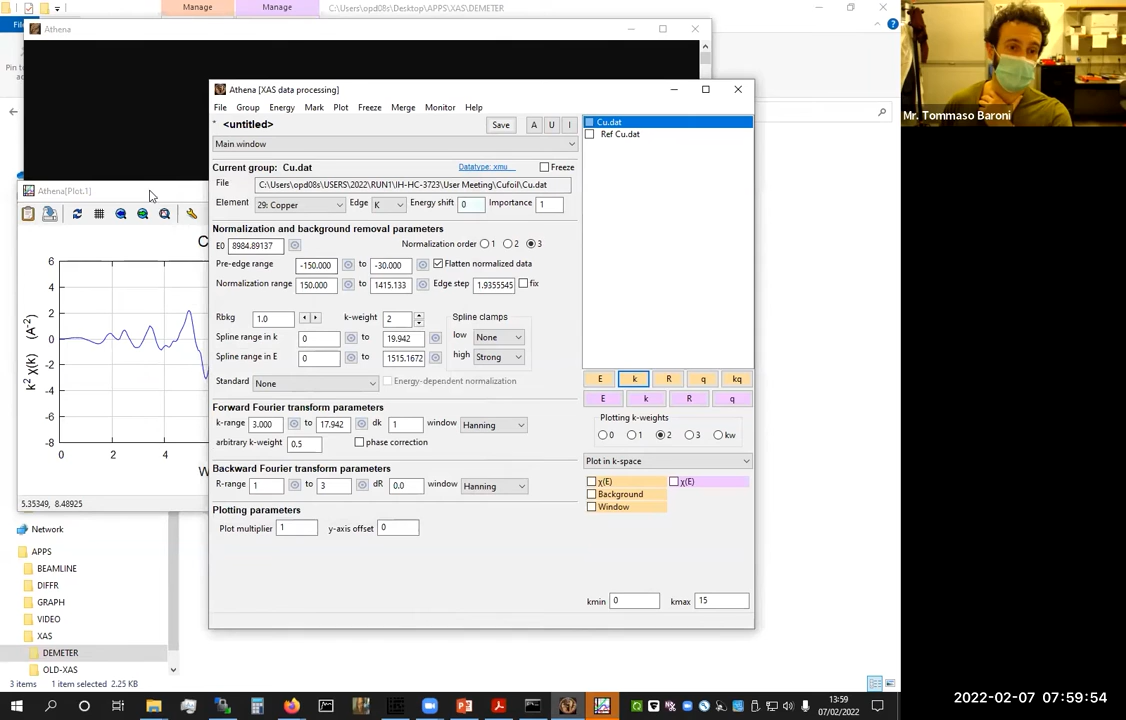 Manage
Manage
C:\Users\opd08s\Desktop\APPS\XAS\DEMETER
Athena
Athena [XAS data processing]
File Group Energy Mark Plot Freeze Merge Monitor Help
* <untitled>
Save
A
U
I
Main window
Current group: Cu.dat
Datatype: xmu
Freeze
File
C:\Users\opd08s\USERS\2022\RUN1\IH-HC-3723\User Meeting\Cufoil\Cu.dat
Element 29: Copper Edge K Energy shift 0 Importance 1
Normalization and background removal parameters
E0 8984.89137 Normalization order 1 2 3
Pre-edge range -150.000 to -30.000 Flatten normalized data
Normalization range 150.000 to 1415.133 Edge step 1.9355545 fix
Rbkg 1.0 k-weight 2 Spline clamps
Spline range in k 0 to 19.942 low None
Spline range in E 0 to 1515.1672 high Strong
Standard None Energy-dependent normalization
Forward Fourier transform parameters
k-range 3.000 to 17.942 dk 1 window Hanning
arbitrary k-weight 0.5 phase correction
Backward Fourier transform parameters
R-range 1 to 3 dR 0.0 window Hanning
Plotting parameters
Plot multiplier 1 y-axis offset 0
Cu.dat
Ref Cu.dat
E k R q kq
E k R q
Plotting k-weights
0 1 2 3 kw
Plot in k-space
χ(E) χ(E)
Background
Window
kmin 0 kmax 15
Athena[Plot.1]
C
6
4
2
0
-2
-4
-6
-8
k² χ(k) (Å⁻²)
0 2 4 6
W
5.35349, 8.48925
Network
APPS
BEAMLINE
DIFFR
GRAPH
VIDEO
XAS
DEMETER
OLD-XAS
3 items 1 item selected 2.25 KB
13:59
07/02/2022
Mr. Tommaso Baroni
2022-02-07 07:59:54